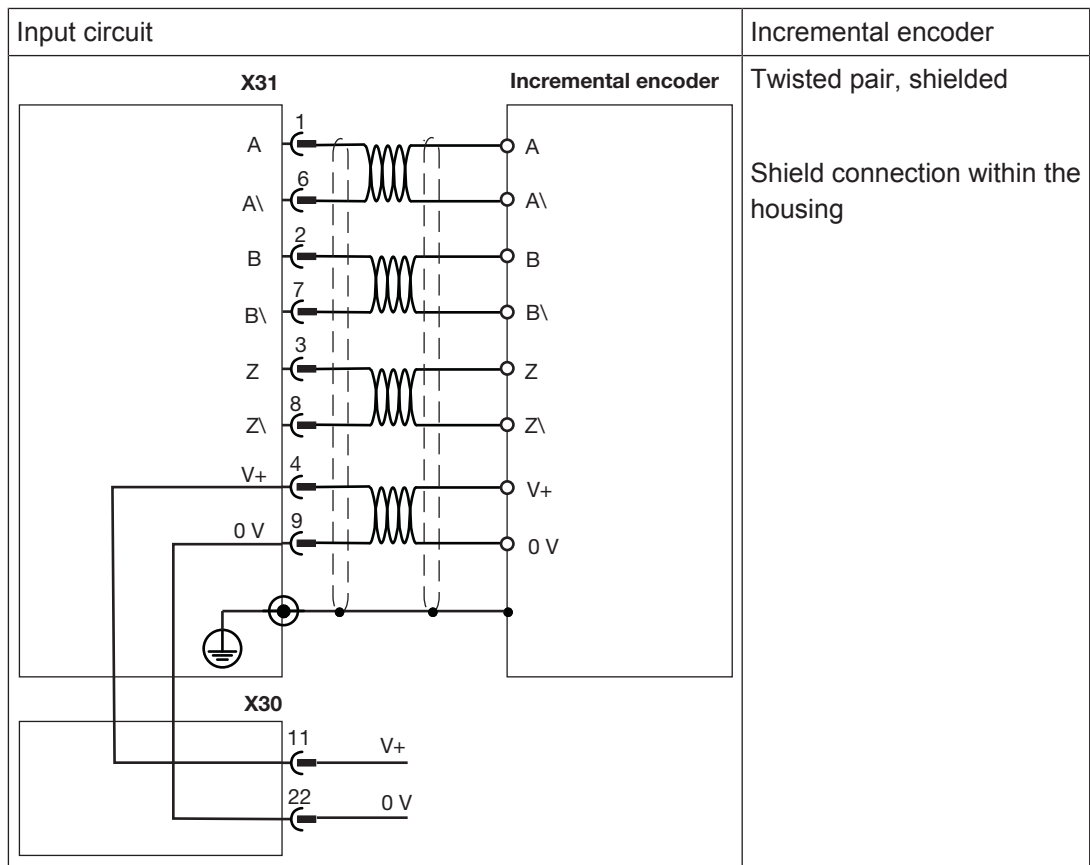 Input circuit
Incremental encoder
X31
Incremental encoder
Twisted pair, shielded
Shield connection within the
housing
A 1 A
A\ 6 A\
B 2 B
B\ 7 B\
Z 3 Z
Z\ 8 Z\
V+ 4 V+
0 V 9 0 V
X30
11 V+
22 0 V